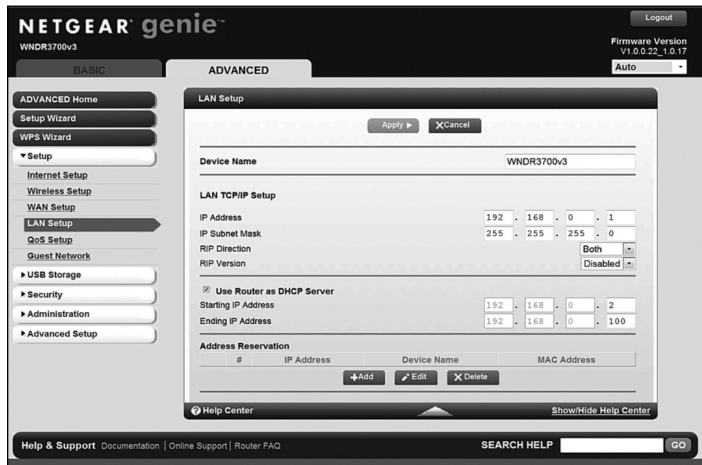 NETGEAR genie™
WNDR3700v3
Logout
Firmware Version
V1.0.0.22_1.0.17
Auto
BASIC
ADVANCED
ADVANCED Home
Setup Wizard
WPS Wizard
Setup
Internet Setup
Wireless Setup
WAN Setup
LAN Setup
QoS Setup
Guest Network
USB Storage
Security
Administration
Advanced Setup
LAN Setup
Apply
XCancel
Device Name WNDR3700v3
LAN TCP/IP Setup
IP Address 192 . 168 . 0 . 1
IP Subnet Mask 255 . 255 . 255 . 0
RIP Direction Both
RIP Version Disabled
Use Router as DHCP Server
Starting IP Address 192 . 168 . 0 . 2
Ending IP Address 192 . 168 . 0 . 100
Address Reservation
# IP Address Device Name MAC Address
+Add Edit X Delete
? Help Center Show/Hide Help Center
Help & Support Documentation | Online Support | Router FAQ SEARCH HELP GO